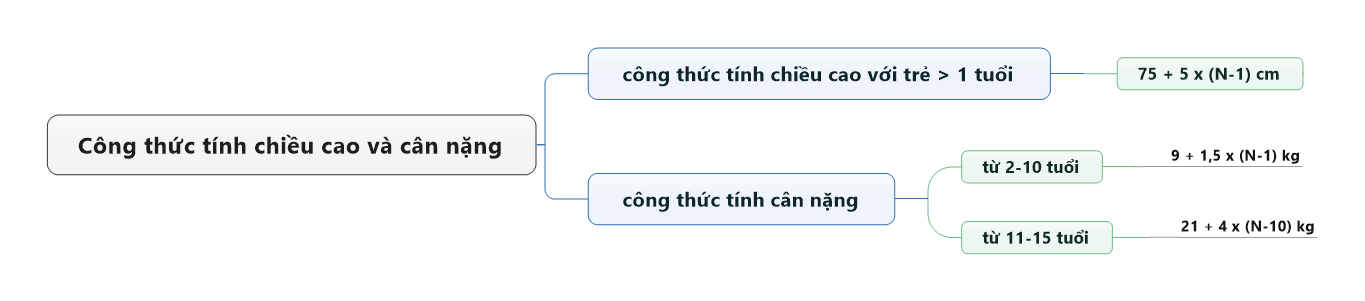 Công thức tính chiều cao và cân nặng
công thức tính chiều cao với trẻ > 1 tuổi
75 + 5 x (N-1) cm
công thức tính cân nặng
từ 2-10 tuổi
9 + 1,5 x (N-1) kg
từ 11-15 tuổi
21 + 4 x (N-10) kg